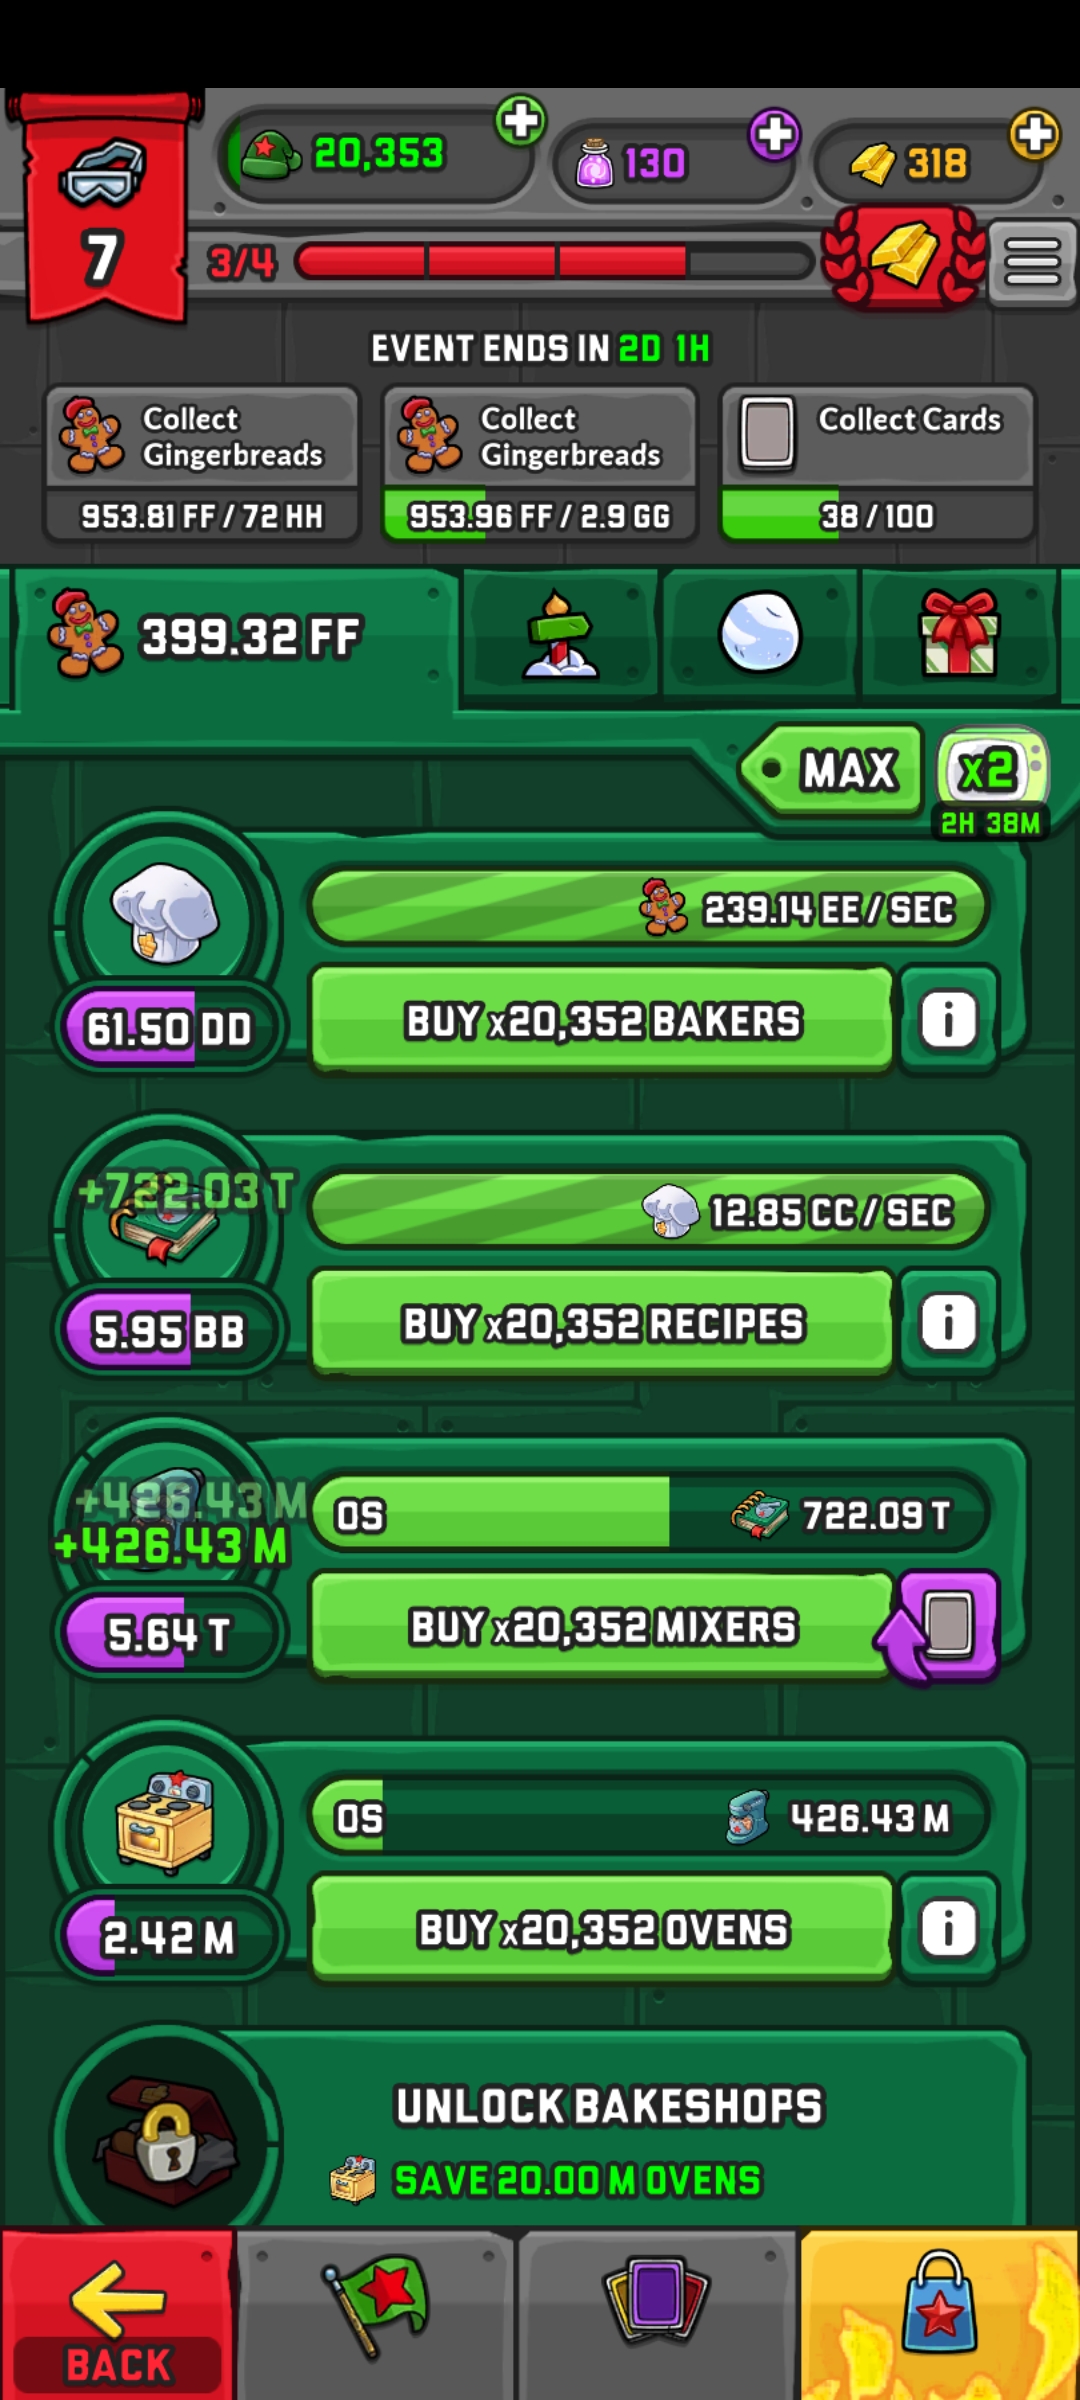 20,353
130
318
7
3/4
EVENT ENDS IN 2D 1H
Collect
Gingerbreads
953.81 FF / 72 HH
Collect
Gingerbreads
953.96 FF / 2.9 GG
Collect Cards
38 / 100
399.32 FF
MAX
x2
2H 38M
239.14 EE / SEC
61.50 DD
BUY x20,352 BAKERS
i
+722.03 T
12.85 CC / SEC
5.95 BB
BUY x20,352 RECIPES
i
+426.43 M
+426.43 M
0S
722.09 T
5.64 T
BUY x20,352 MIXERS
0S
426.43 M
2.42 M
BUY x20,352 OVENS
i
UNLOCK BAKESHOPS
SAVE 20.00 M OVENS
BACK